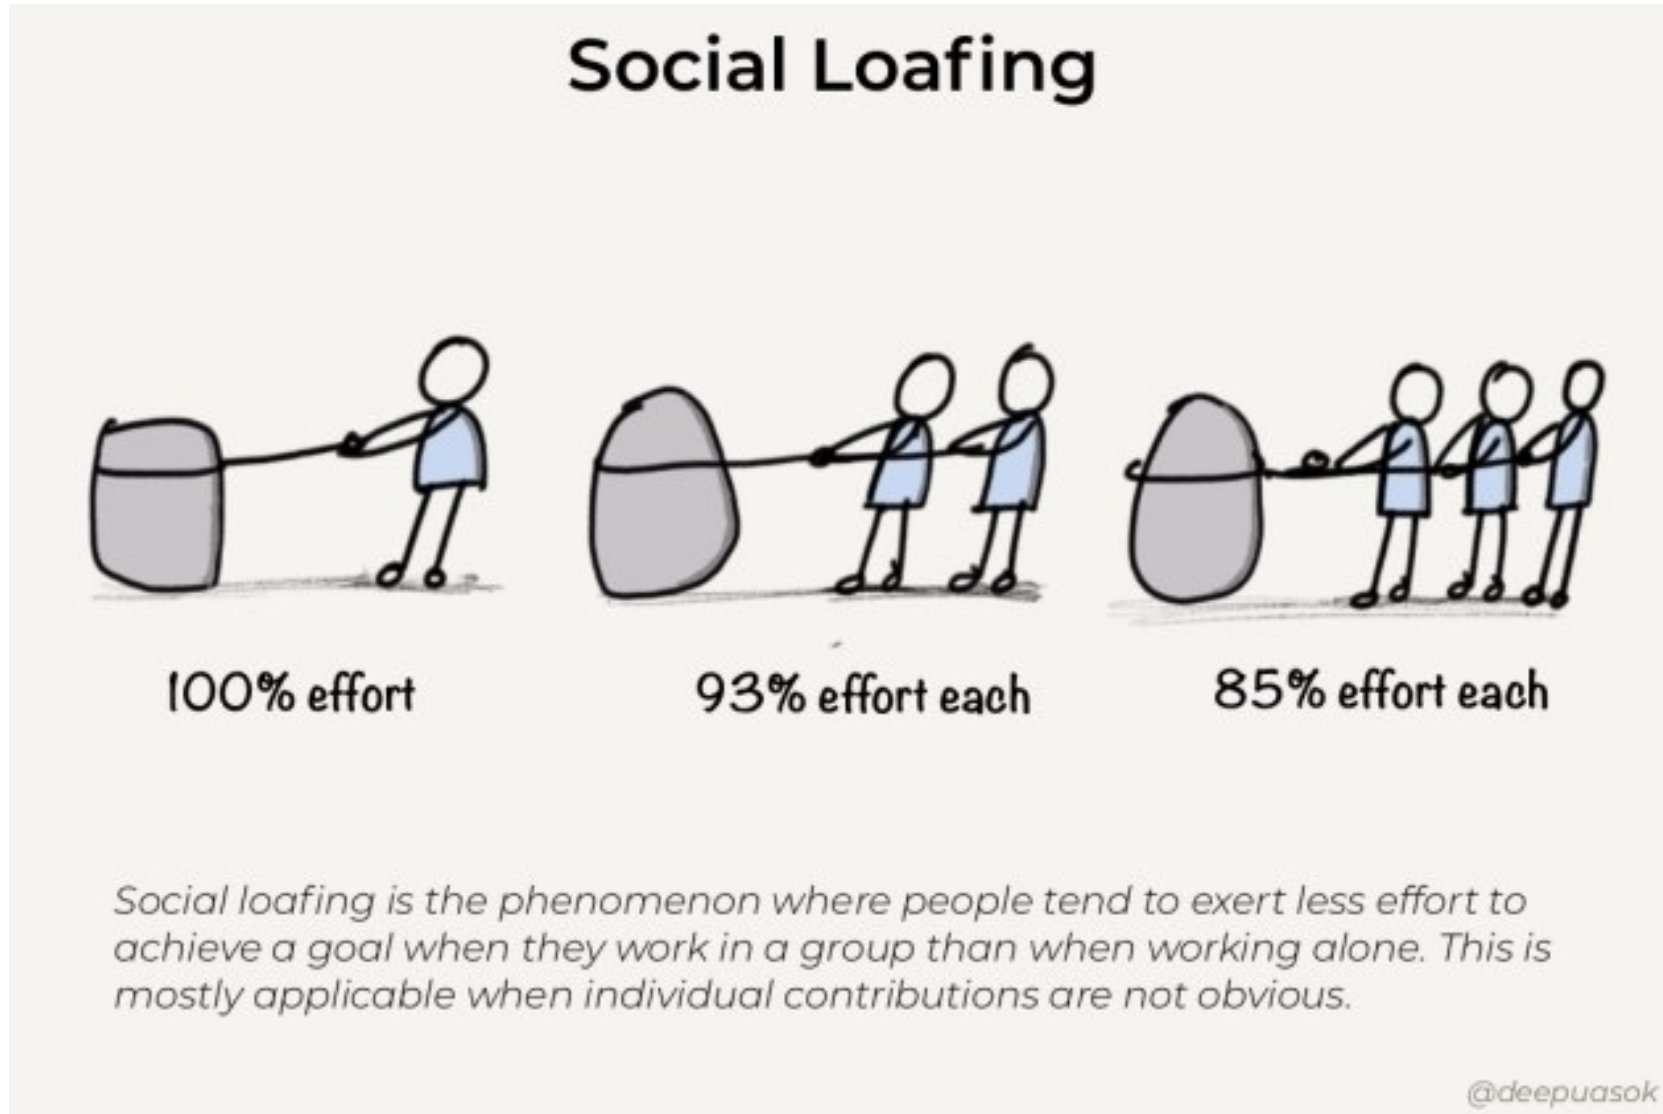 Social Loafing
100% effort
93% effort each
85% effort each
Social loafing is the phenomenon where people tend to exert less effort to
achieve a goal when they work in a group than when working alone. This is
mostly applicable when individual contributions are not obvious.
@deepuasok